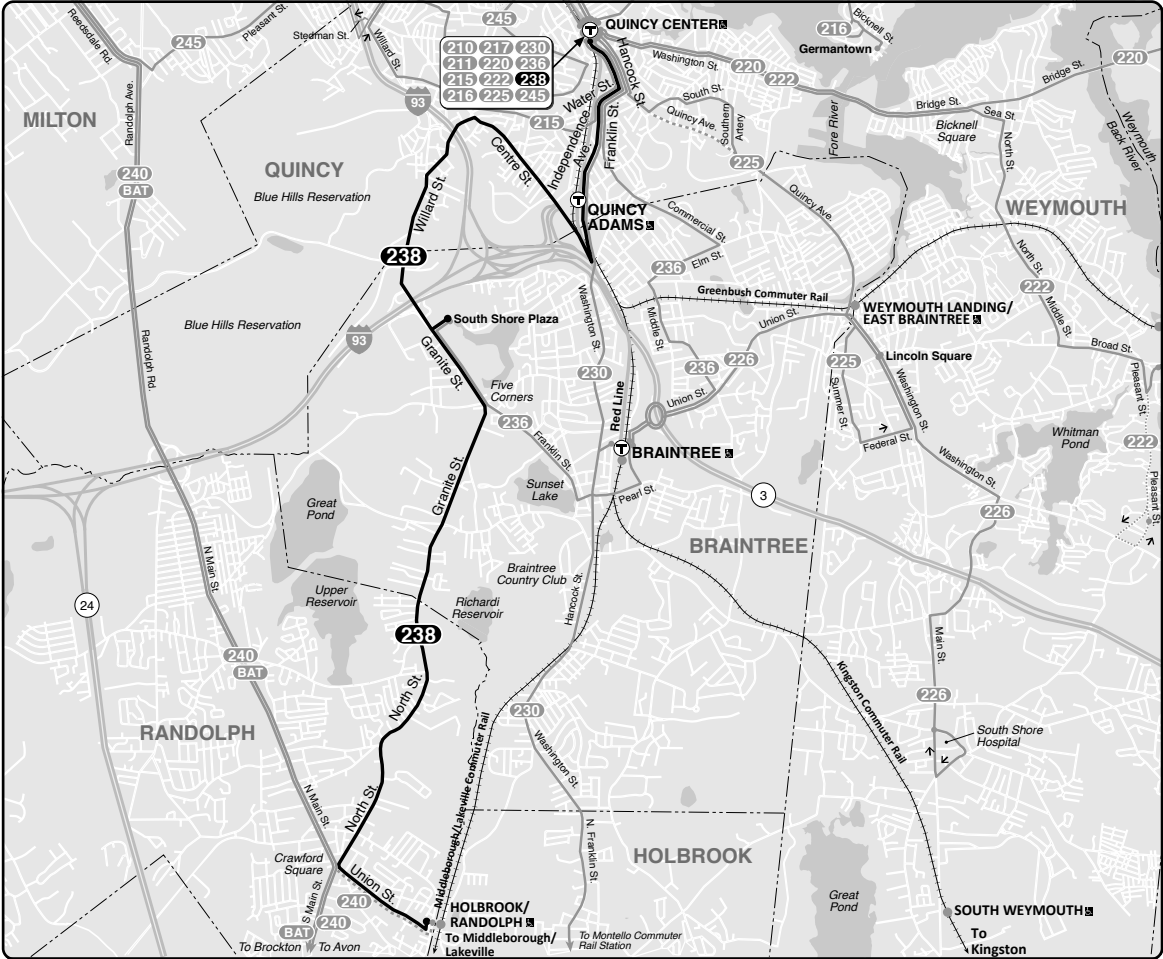 245
Pleasant St.
Reedsdale Rd.
245
Stedman St.
Willard St.
245
QUINCY CENTER
216
Bicknell St.
Germantown
210 217 230
211 220 236
215 222 238
216 225 245
Hancock St.
Washington St.
220
222
Bridge St.
220
Bridge St.
Sea St.
93
Water St.
South St.
Quincy Ave.
Southern
Artery
Fore River
Bicknell
Square
Weymouth
Back River
MILTON
Randolph Ave.
215
Independence
Ave.
Franklin St.
North St.
QUINCY
Blue Hills Reservation
Centre St.
225
240
BAT
Willard St.
QUINCY
ADAMS
Commercial St.
Quincy Ave.
WEYMOUTH
238
Elm St.
236
North St.
222
Greenbush Commuter Rail
WEYMOUTH LANDING/
EAST BRAINTREE
Middle St.
Blue Hills Reservation
93
South Shore Plaza
Washington St.
Middle St.
Union St.
Broad St.
Granite St.
Randolph Rd.
225
Lincoln Square
226
236
230
Pleasant St.
Five
Corners
Red Line
Union St.
Summer St.
Washington St.
236
Franklin St.
Federal St.
Whitman
Pond
222
BRAINTREE
Washington St.
Granite St.
Sunset
Lake
Pearl St.
3
Pleasant St.
Great
Pond
226
N Main St.
BRAINTREE
Braintree
Country Club
Hancock St.
24
Upper
Reservoir
Richardi
Reservoir
238
Main St.
240
BAT
Kingston Commuter Rail
226
North St.
230
South Shore
Hospital
RANDOLPH
Washington St.
Middleborough/Lakeville Commuter Rail
N Main St.
North St.
N. Franklin St.
HOLBROOK
Crawford
Square
Union St.
240
Great
Pond
S Main St.
HOLBROOK/
RANDOLPH
SOUTH WEYMOUTH
BAT
240
To Brockton
To Avon
To Middleborough/
Lakeville
To Montello Commuter
Rail Station
To
Kingston